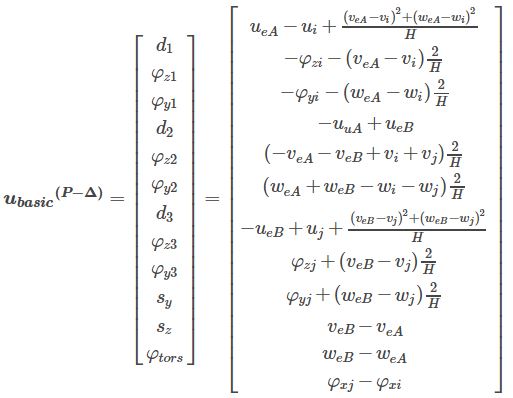 u_basic^(P−Δ) = [d_1 φ_z1 φ_y1 d_2 φ_z2 φ_y2 d_3 φ_z3 φ_y3 s_y s_z φ_tors] =
u_eA − u_i + ((v_eA−v_i)^2+(w_eA−w_i)^2)/H
−φ_zi − (v_eA − v_i) 2/H
−φ_yi − (w_eA − w_i) 2/H
−u_uA + u_eB
(−v_eA − v_eB + v_i + v_j) 2/H
(w_eA + w_eB − w_i − w_j) 2/H
−u_eB + u_j + ((v_eB−v_j)^2+(w_eB−w_j)^2)/H
φ_zj + (v_eB − v_j) 2/H
φ_yj + (w_eB − w_j) 2/H
v_eB − v_eA
w_eB − w_eA
φ_xj − φ_xi